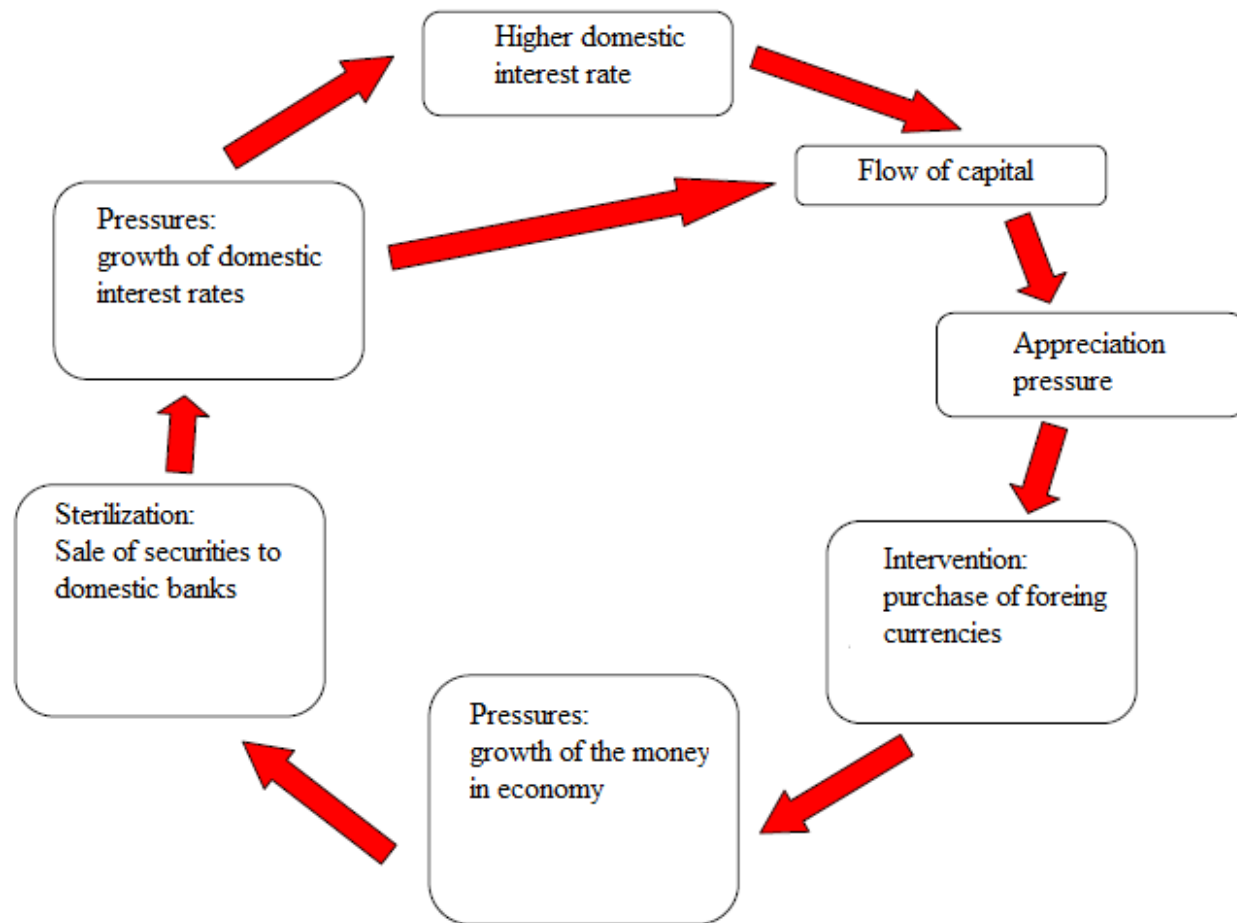 Higher domestic
interest rate
Flow of capital
Pressures:
growth of domestic
interest rates
Appreciation
pressure
Sterilization:
Sale of securities to
domestic banks
Intervention:
purchase of foreing
currencies
Pressures:
growth of the money
in economy